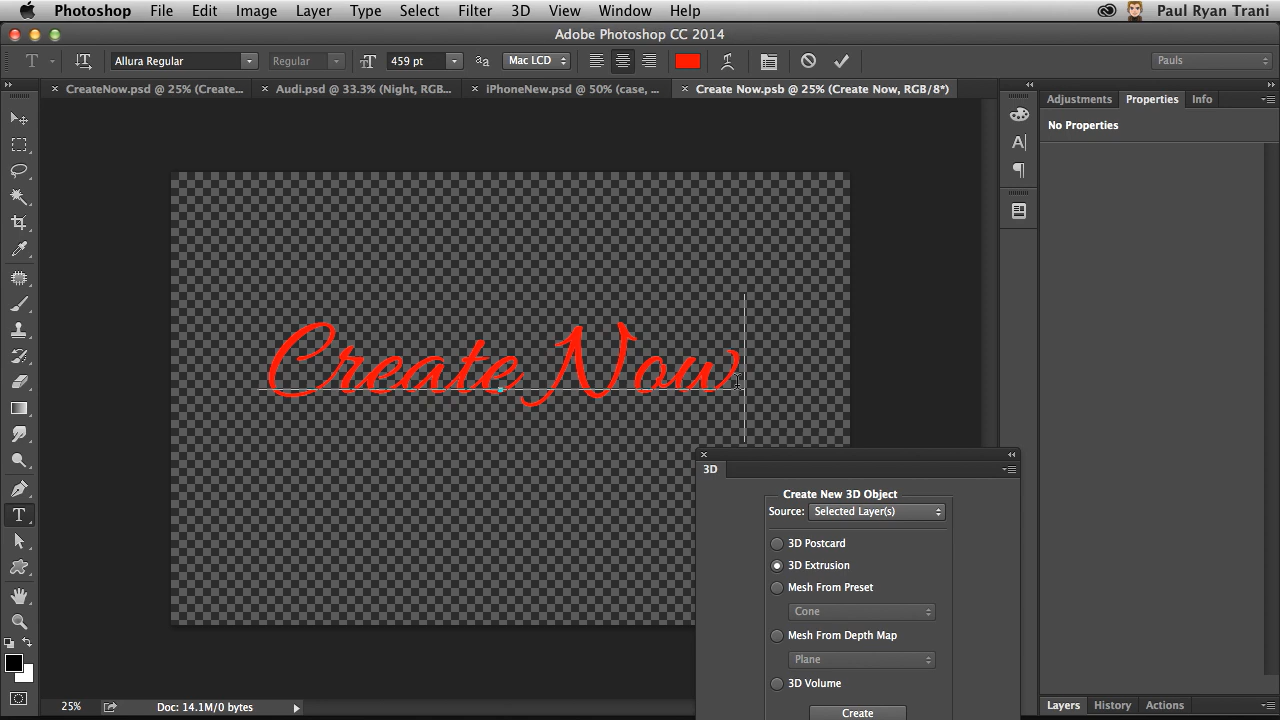 Photoshop File Edit Image Layer Type Select Filter 3D View Window Help Paul Ryan Trani
Adobe Photoshop CC 2014
T Allura Regular Regular 459 pt aa Mac LCD Pauls
CreateNow.psd @ 25% (Create... Audi.psd @ 33.3% (Night, RGB... iPhoneNew.psd @ 50% (case, ... Create Now.psb @ 25% (Create Now, RGB/8*)
Adjustments Properties Info
No Properties
Create Now
3D
Create New 3D Object
Source: Selected Layer(s)
3D Postcard
3D Extrusion
Mesh From Preset
Cone
Mesh From Depth Map
Plane
3D Volume
Create
25% Doc: 14.1M/0 bytes
Layers History Actions